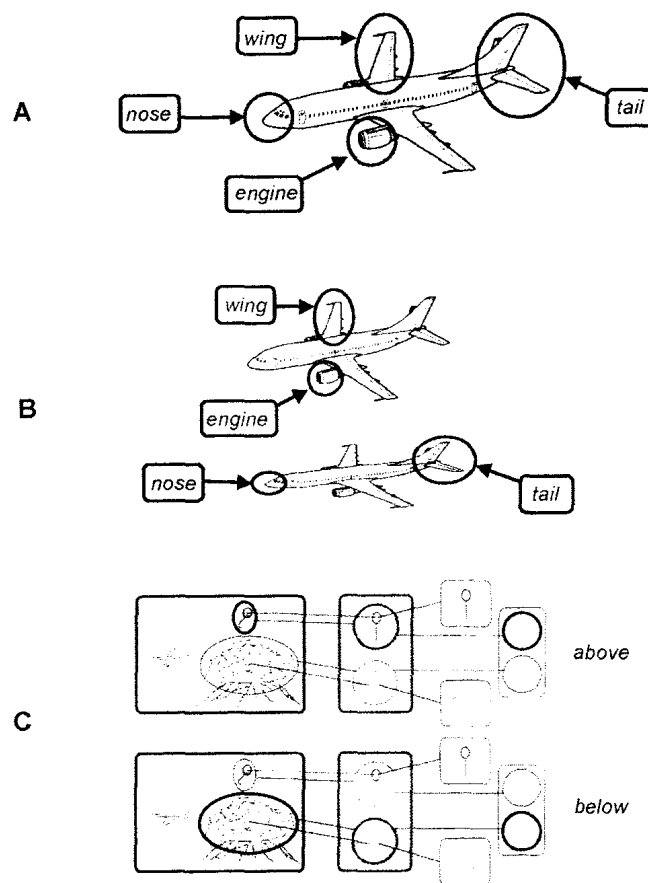 wing
A
nose
tail
engine
wing
B
engine
nose
tail
above
C
below